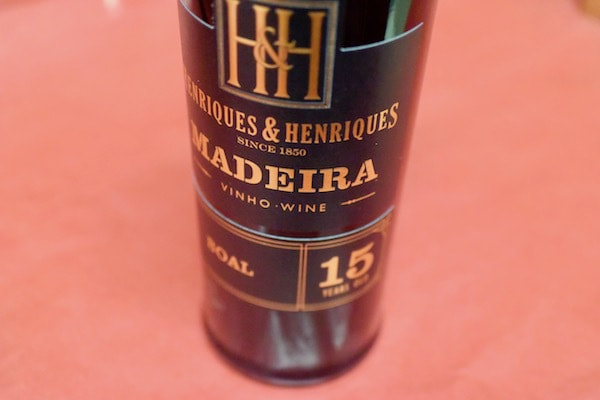 H&H
HENRIQUES & HENRIQUES
SINCE 1850
MADEIRA
VINHO · WINE
BOAL
15
YEARS OLD